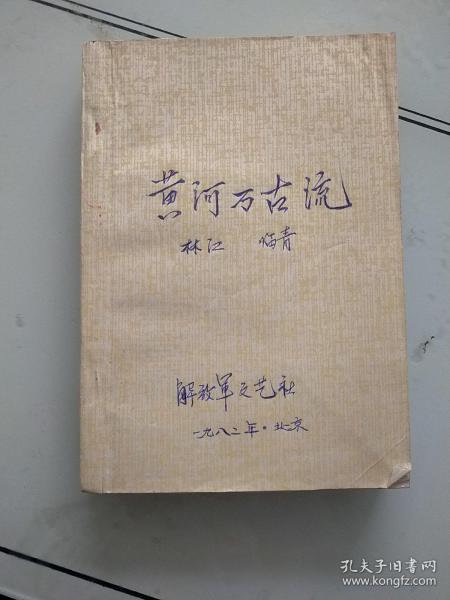 黄河万古流
林江 临青
解放军文艺社
一九八二年·北京
孔夫子旧书网
www.kongfz.com